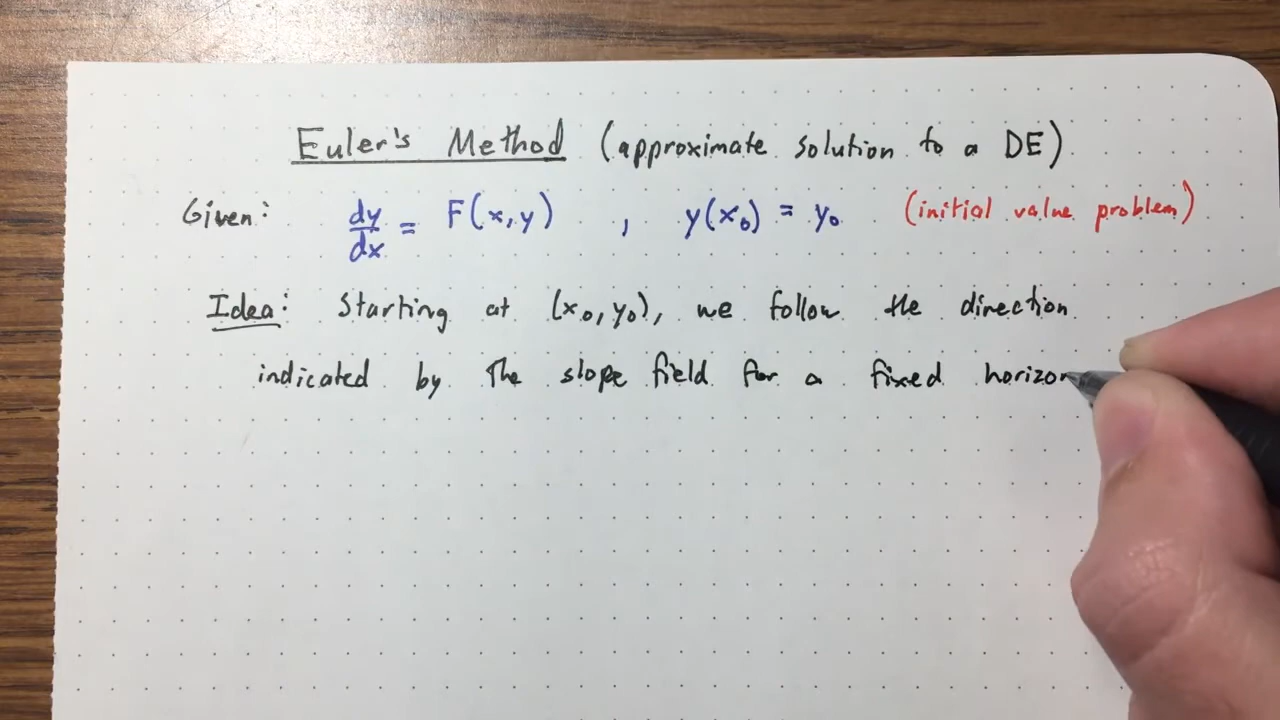 Euler's Method (approximate solution to a DE)
Given: dy/dx = F(x,y) , y(x₀) = y₀ (initial value problem)
Idea: Starting at (x₀, y₀), we follow the direction
indicated by the slope field for a fixed horizon